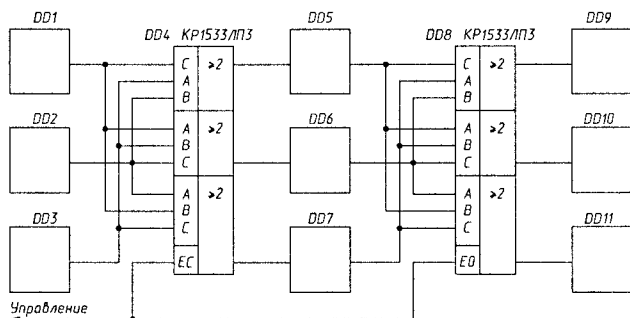 DD1
DD4 КР1533ЛП3
DD5
DD8 КР1533ЛП3
DD9
C ≥2
A
B
C ≥2
A
B
DD2
DD6
DD10
A ≥2
B
C
A ≥2
B
C
DD3
DD7
DD11
A ≥2
B
C
A ≥2
B
C
EC
EO
Управление